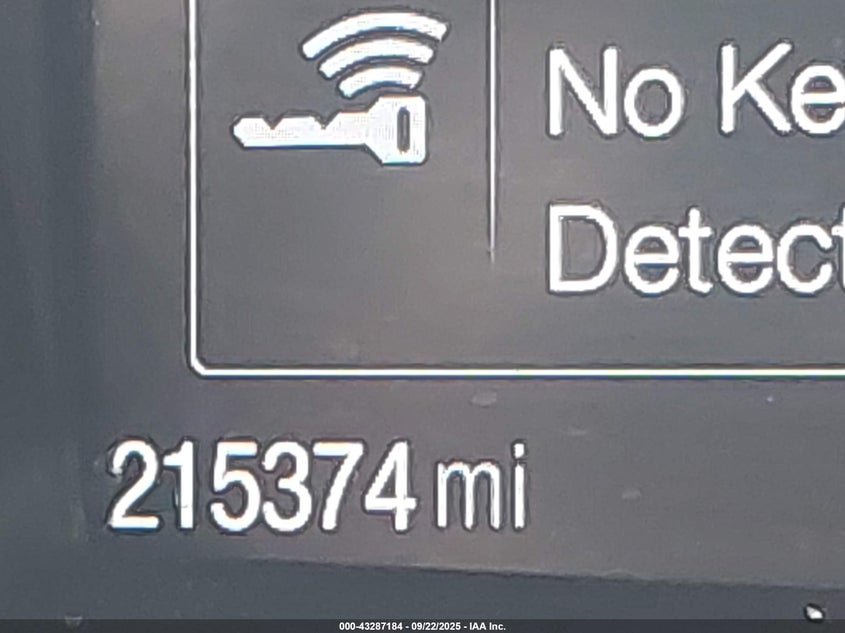 No Ke
Detect
215374 mi
000-43287184 - 09/22/2025 - IAA Inc.